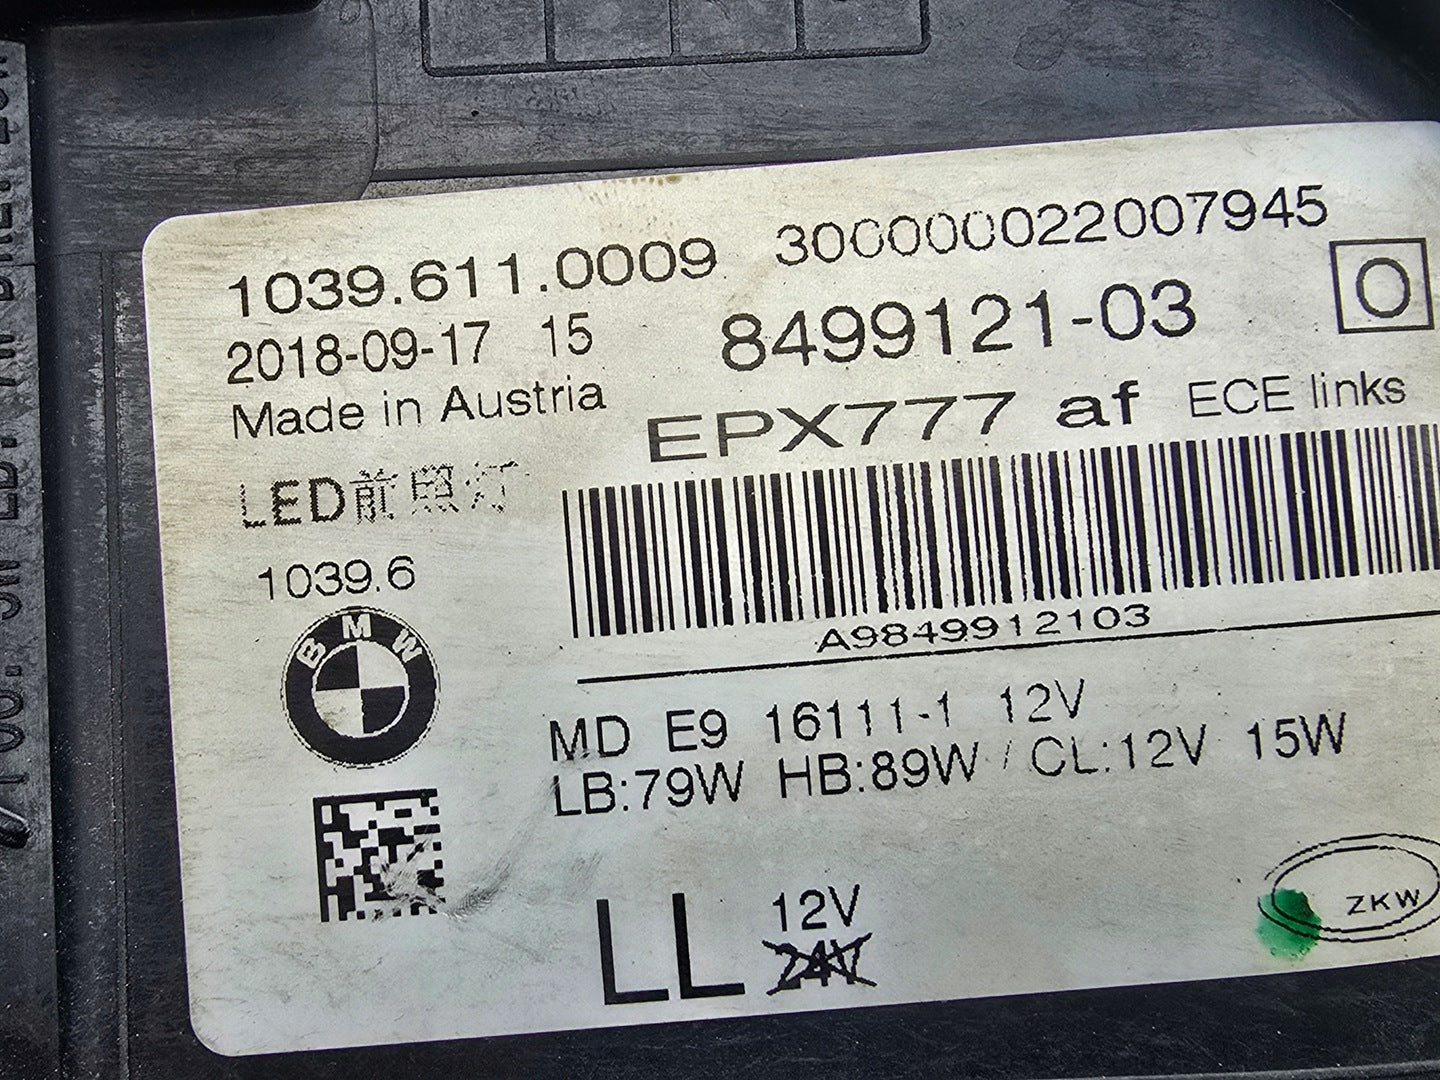 1039.611.0009 300000022007945
2018-09-17 15 8499121-03 O
Made in Austria EPX777 af ECE links
LED前照灯
A9849912103
1039.6
BMW
MD E9 16111-1 12V
LB:79W HB:89W / CL:12V 15W
LL 12V
24V
ZKW